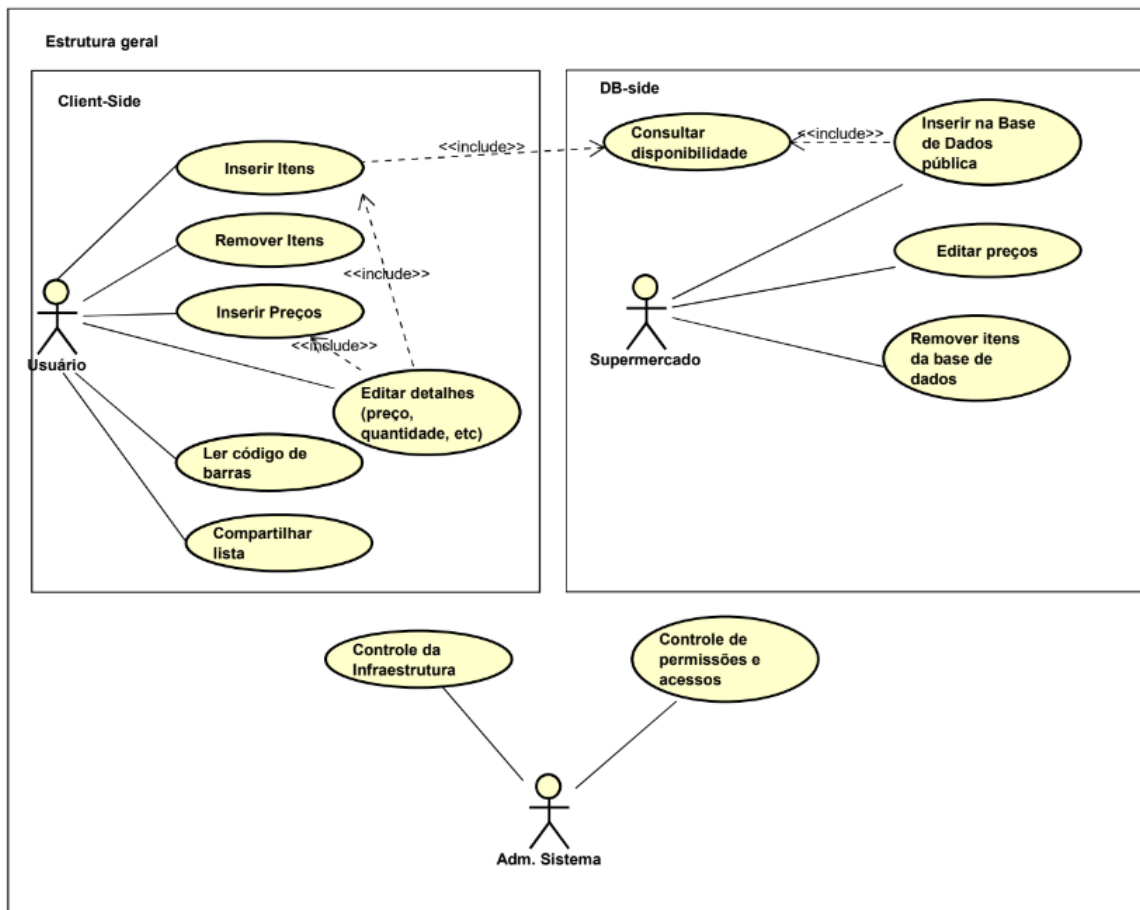 Estrutura geral
Client-Side
Inserir Itens
<<include>>
Remover Itens
<<include>>
Inserir Preços
<<include>>
Usuário
Editar detalhes
(preço,
quantidade, etc)
Ler código de
barras
Compartilhar
lista
DB-side
Consultar
disponibilidade
<<include>>
Inserir na Base
de Dados
pública
Editar preços
Supermercado
Remover itens
da base de
dados
Controle da
Infraestrutura
Controle de
permissões e
acessos
Adm. Sistema